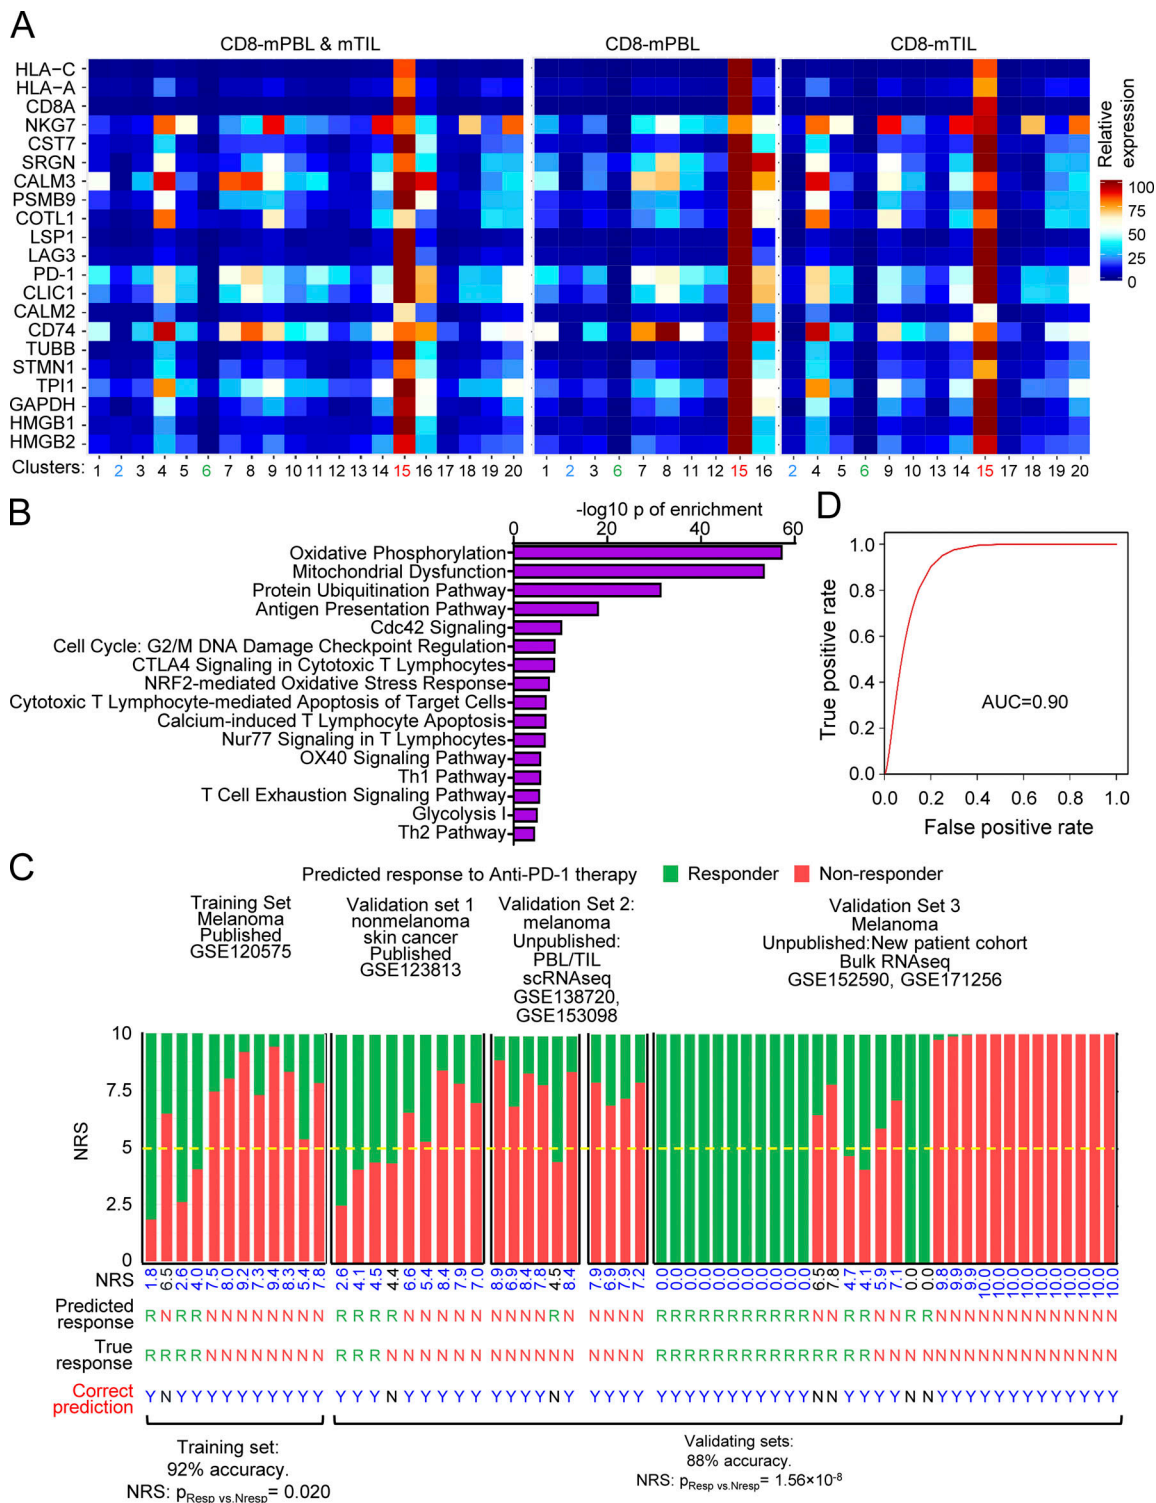 A
CD8-mPBL & mTIL
CD8-mPBL
CD8-mTIL
HLA−C
HLA−A
CD8A
NKG7
CST7
SRGN
CALM3
PSMB9
COTL1
LSP1
LAG3
PD-1
CLIC1
CALM2
CD74
TUBB
STMN1
TPI1
GAPDH
HMGB1
HMGB2
Relative expression
100
75
50
25
0
Clusters: 1 2 3 4 5 6 7 8 9 10 11 12 13 14 15 16 17 18 19 20
1 2 3 6 7 8 11 12 15 16
2 4 5 6 9 10 13 14 15 17 18 19 20
B
-log10 p of enrichment
0 20 40 60
Oxidative Phosphorylation
Mitochondrial Dysfunction
Protein Ubiquitination Pathway
Antigen Presentation Pathway
Cdc42 Signaling
Cell Cycle: G2/M DNA Damage Checkpoint Regulation
CTLA4 Signaling in Cytotoxic T Lymphocytes
NRF2-mediated Oxidative Stress Response
Cytotoxic T Lymphocyte-mediated Apoptosis of Target Cells
Calcium-induced T Lymphocyte Apoptosis
Nur77 Signaling in T Lymphocytes
OX40 Signaling Pathway
Th1 Pathway
T Cell Exhaustion Signaling Pathway
Glycolysis I
Th2 Pathway
D
True positive rate
1.0
0.8
0.6
0.4
0.2
0.0
AUC=0.90
0.0 0.2 0.4 0.6 0.8 1.0
False positive rate
C
Predicted response to Anti-PD-1 therapy Responder Non-responder
Training Set
Melanoma
Published
GSE120575
Validation set 1
nonmelanoma
skin cancer
Published
GSE123813
Validation Set 2:
melanoma
Unpublished:
PBL/TIL
scRNAseq
GSE138720,
GSE153098
Validation Set 3
Melanoma
Unpublished:New patient cohort
Bulk RNAseq
GSE152590, GSE171256
NRS
10
7.5
5
2.5
0
NRS 1.8 6.5 2.6 4.0 7.5 8.0 9.2 7.3 9.4 8.3 5.4 7.8
2.6 4.1 4.5 4.4 6.6 5.4 8.4 7.9 7.0
8.9 6.9 8.4 7.8 4.5 8.4
7.9 6.9 7.9 7.2
0.0 0.0 0.0 0.0 0.0 0.0 0.0 0.0 0.0 0.0 0.0 6.5 7.8 4.7 4.1 5.9 7.1 0.0 0.0 9.8 9.9 9.9 10.0 10.0 10.0 10.0 10.0 10.0 10.0 10.0 10.0 10.0
Predicted
response
R N R R N N N N N N N N
R R R R N N N N N
N N N N R N
N N N N
R R R R R R R R R R R N N R R N N R R N N N N N N N N N N N N N
True
response
R R R R N N N N N N N N
R R R N N N N N N
N N N N N N
N N N N
R R R R R R R R R R R R R R R N N N N N N N N N N N N N N N N N
Correct
prediction
Y N Y Y Y Y Y Y Y Y Y Y
Y Y Y N Y Y Y Y Y
Y Y Y Y N Y
Y Y Y Y
Y Y Y Y Y Y Y Y Y Y Y N N Y Y Y Y N N Y Y Y Y Y Y Y Y Y Y Y Y Y
Training set:
92% accuracy.
NRS: pResp vs.Nresp= 0.020
Validating sets:
88% accuracy.
NRS: pResp vs.Nresp= 1.56×10-8